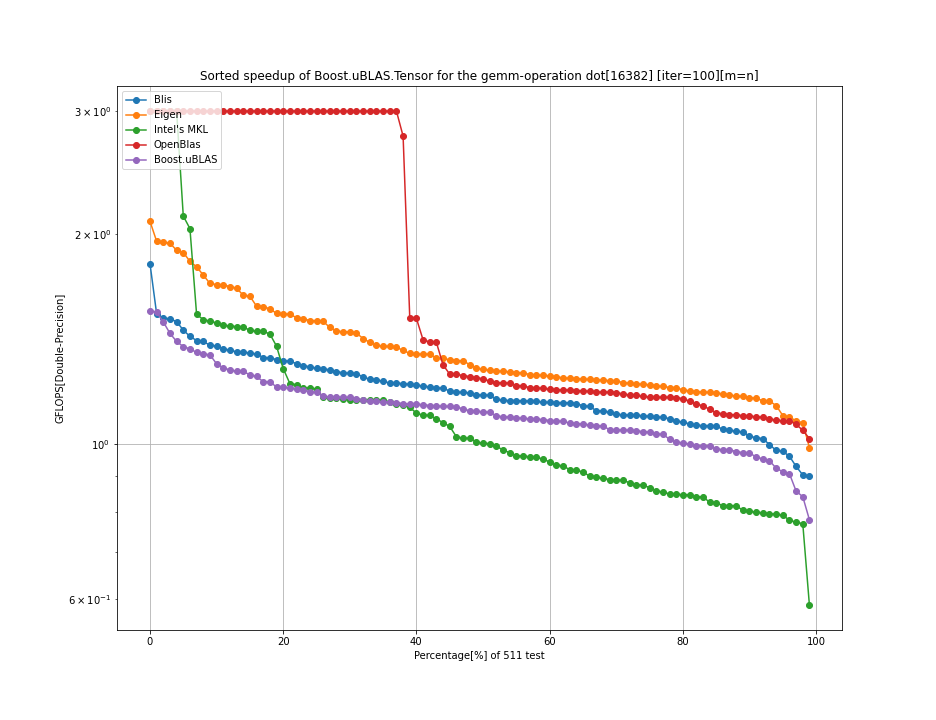 Sorted speedup of Boost.uBLAS.Tensor for the gemm-operation dot[16382] [iter=100][m=n]
Blis
Eigen
Intel's MKL
OpenBlas
Boost.uBLAS
3 × 10⁰
2 × 10⁰
10⁰
6 × 10⁻¹
GFLOPS[Double-Precision]
0 20 40 60 80 100
Percentage[%] of 511 test